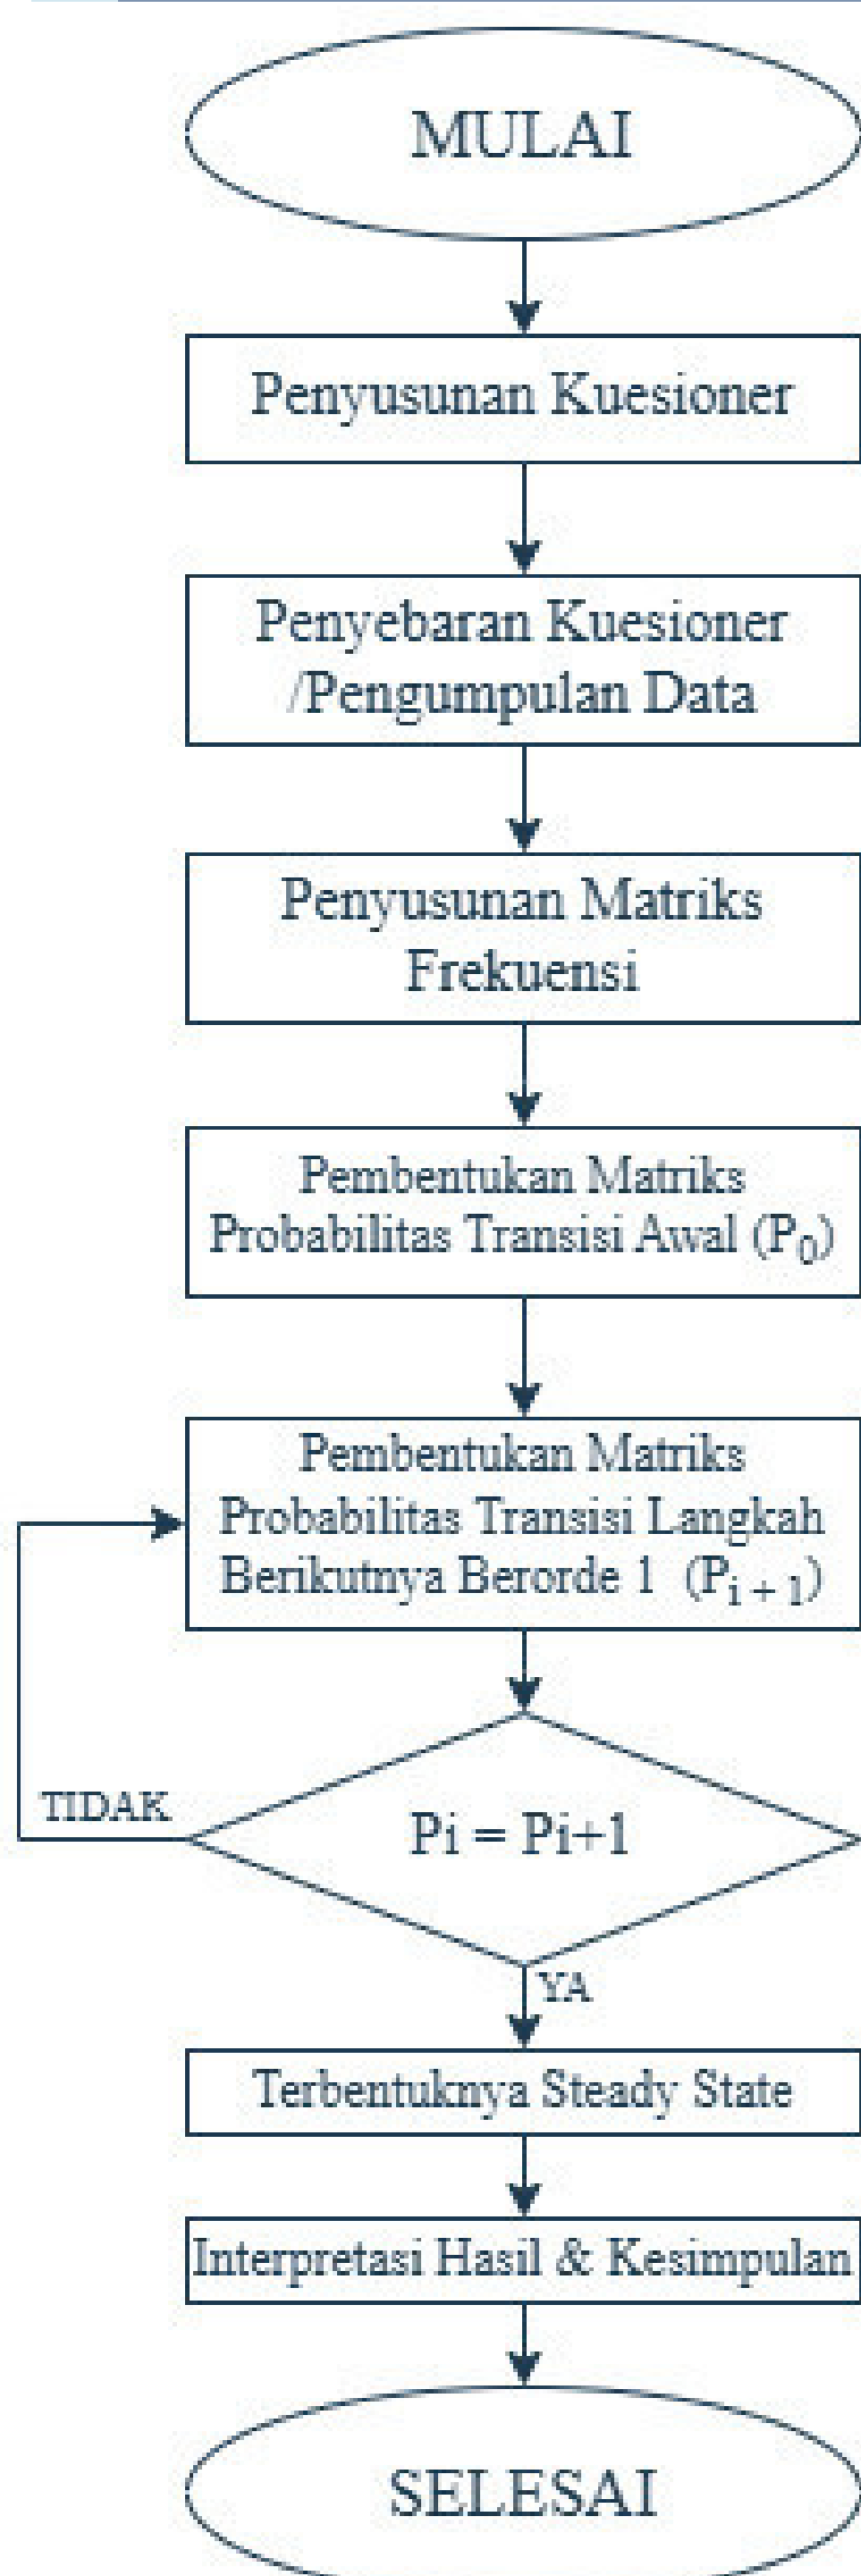 MULAI
Penyusunan Kuesioner
Penyebaran Kuesioner
/Pengumpulan Data
Penyusunan Matriks
Frekuensi
Pembentukan Matriks
Probabilitas Transisi Awal (P₀)
Pembentukan Matriks
Probabilitas Transisi Langkah
Berikutnya Berorde 1 (Pᵢ ₊ ₁)
TIDAK
Pi = Pi+1
YA
Terbentuknya Steady State
Interpretasi Hasil & Kesimpulan
SELESAI